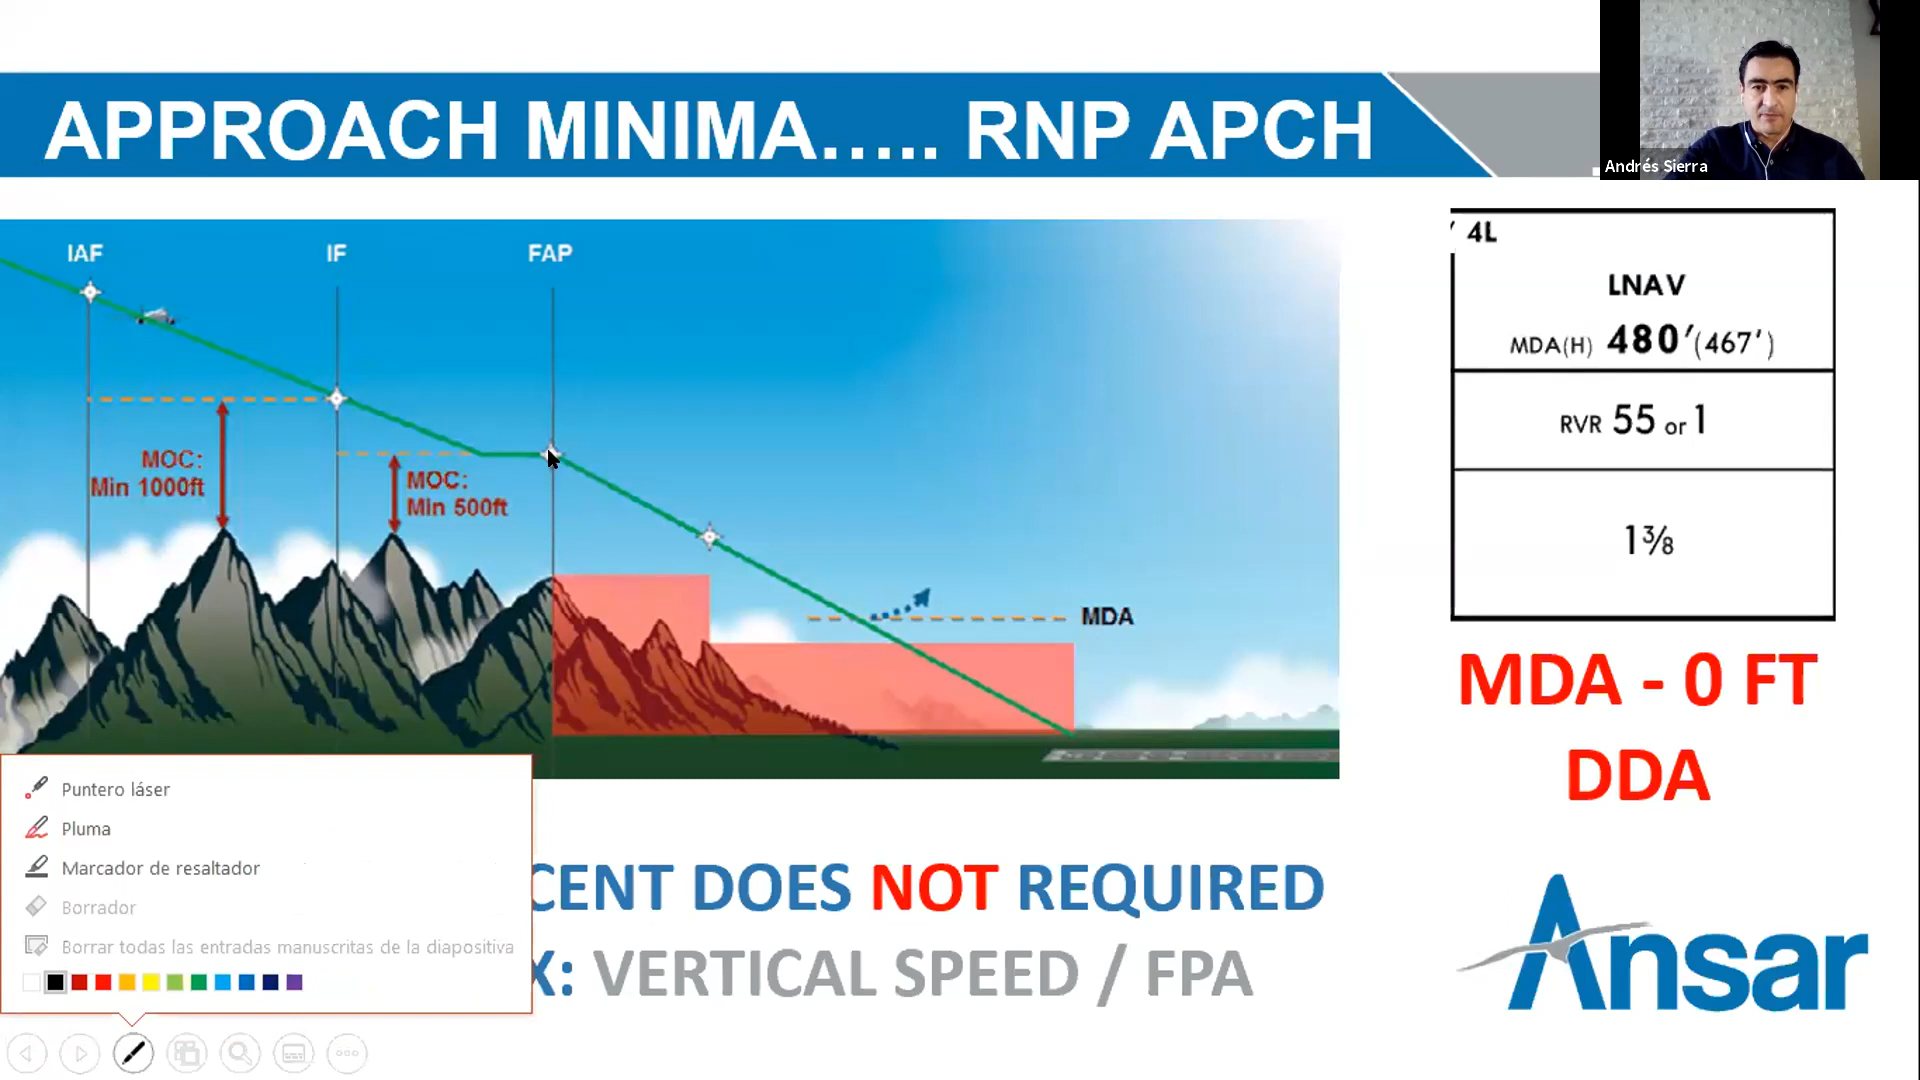 APPROACH MINIMA..... RNP APCH
Andrés Sierra
IAF
IF
FAP
MOC:
Min 1000ft
MOC:
Min 500ft
MDA
4L
LNAV
MDA(H) 480'(467')
RVR 55 or 1
1 3/8
MDA - 0 FT
DDA
CENT DOES NOT REQUIRED
X: VERTICAL SPEED / FPA
Ansar
Puntero láser
Pluma
Marcador de resaltador
Borrador
Borrar todas las entradas manuscritas de la diapositiva